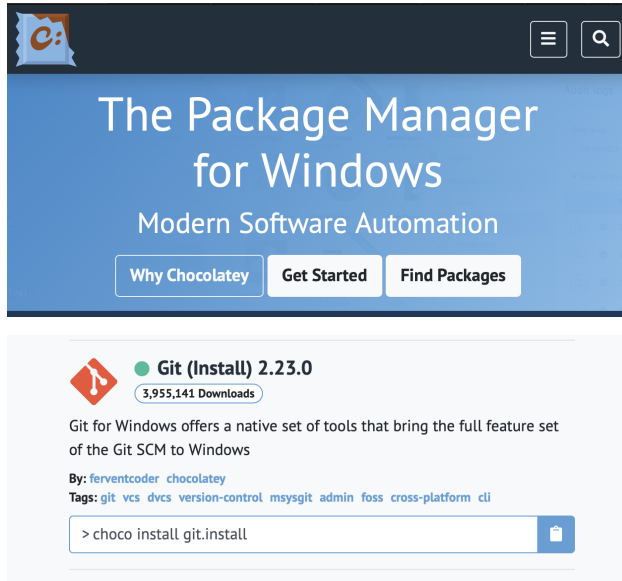 C:
The Package Manager
for Windows
Modern Software Automation
Why Chocolatey Get Started Find Packages
Git (Install) 2.23.0
3,955,141 Downloads
Git for Windows offers a native set of tools that bring the full feature set
of the Git SCM to Windows
By: ferventcoder chocolatey
Tags: git vcs dvcs version-control msysgit admin foss cross-platform cli
> choco install git.install